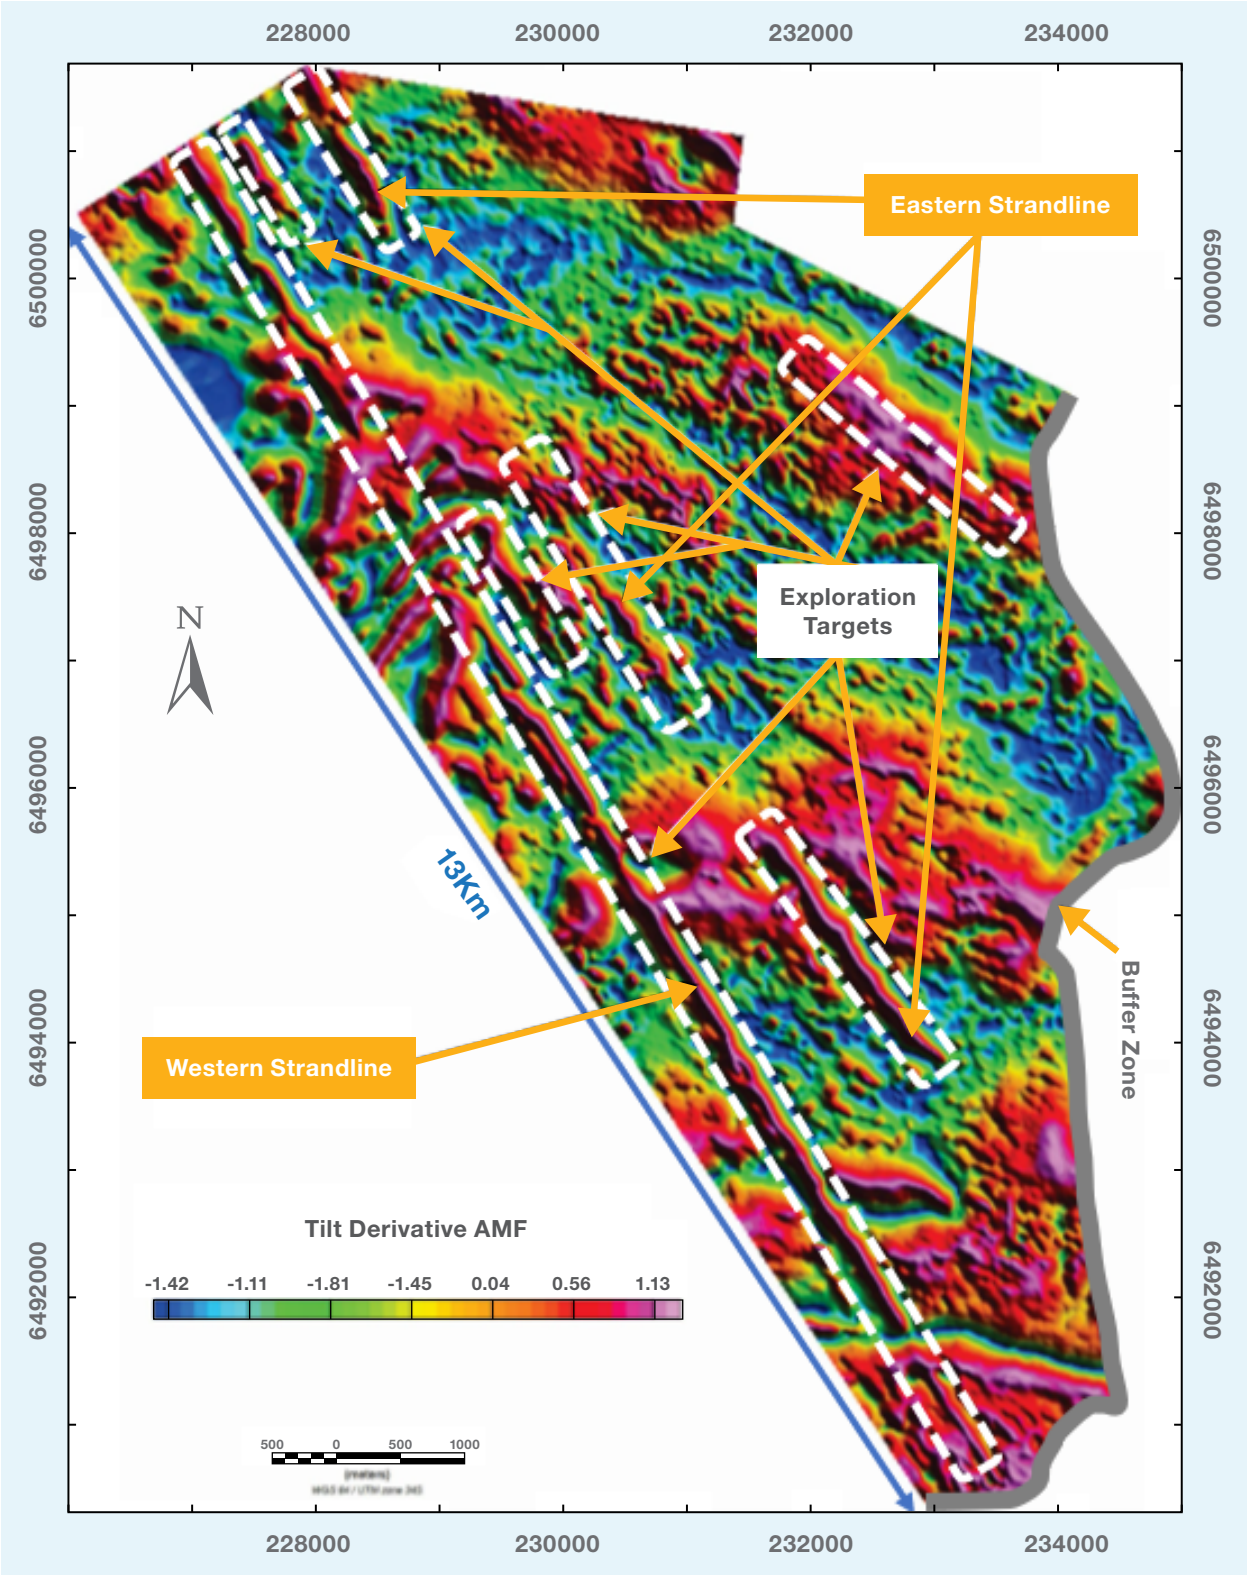 228000 230000 232000 234000
Eastern Strandline
6500000
6500000
6498000
6498000
Exploration
Targets
N
6496000
6496000
13Km
Buffer Zone
6494000
6494000
Western Strandline
Tilt Derivative AMF
-1.42 -1.11 -1.81 -1.45 0.04 0.56 1.13
6492000
6492000
500 0 500 1000
(meters)
228000 230000 232000 234000